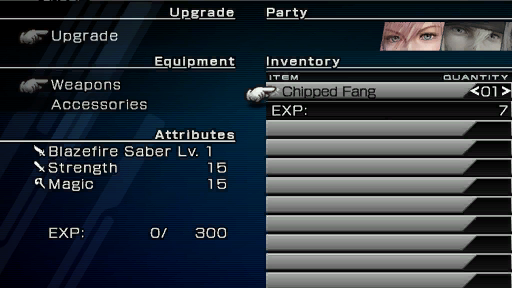 Upgrade
Upgrade
Equipment
Weapons
Accessories
Attributes
Blazefire Saber Lv. 1
Strength 15
Magic 15
EXP: 0/ 300
Party
Inventory
ITEM QUANTITY
Chipped Fang 01
EXP: 7